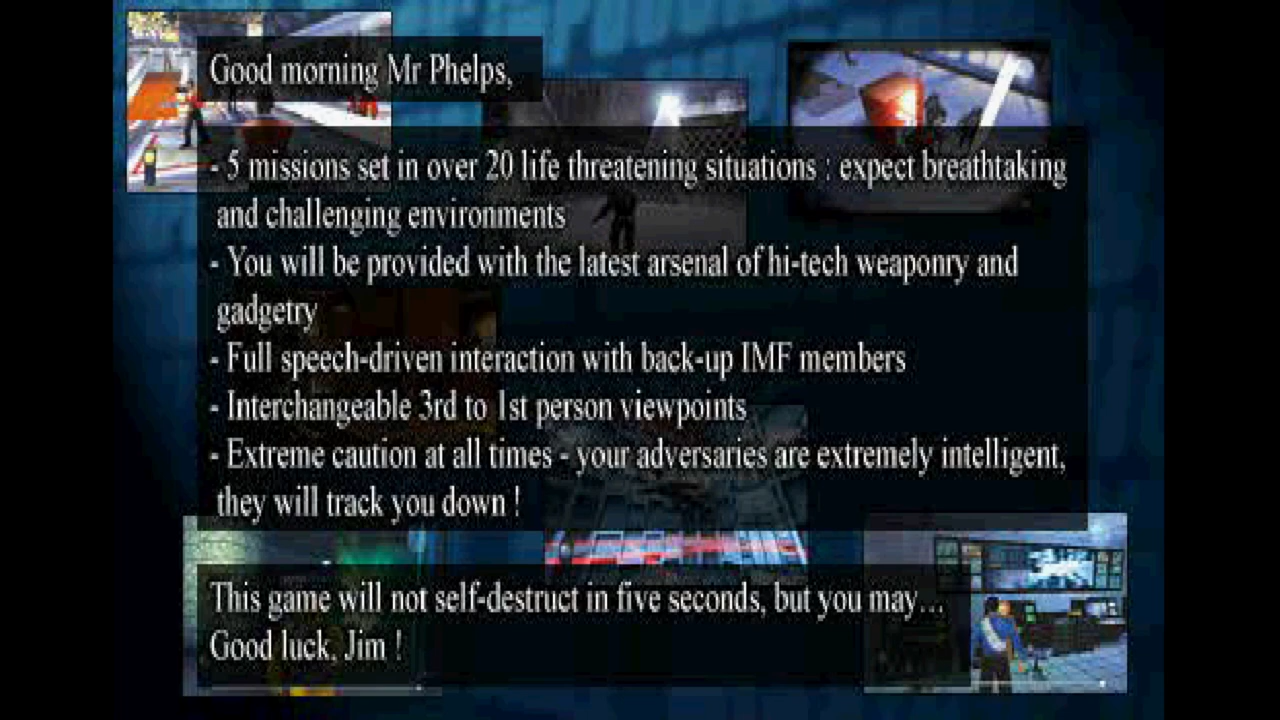 Good morning Mr Phelps,
- 5 missions set in over 20 life threatening situations : expect breathtaking
and challenging environments
- You will be provided with the latest arsenal of hi-tech weaponry and
gadgetry
- Full speech-driven interaction with back-up IMF members
- Interchangeable 3rd to 1st person viewpoints
- Extreme caution at all times - your adversaries are extremely intelligent,
they will track you down !
This game will not self-destruct in five seconds, but you may...
Good luck, Jim !